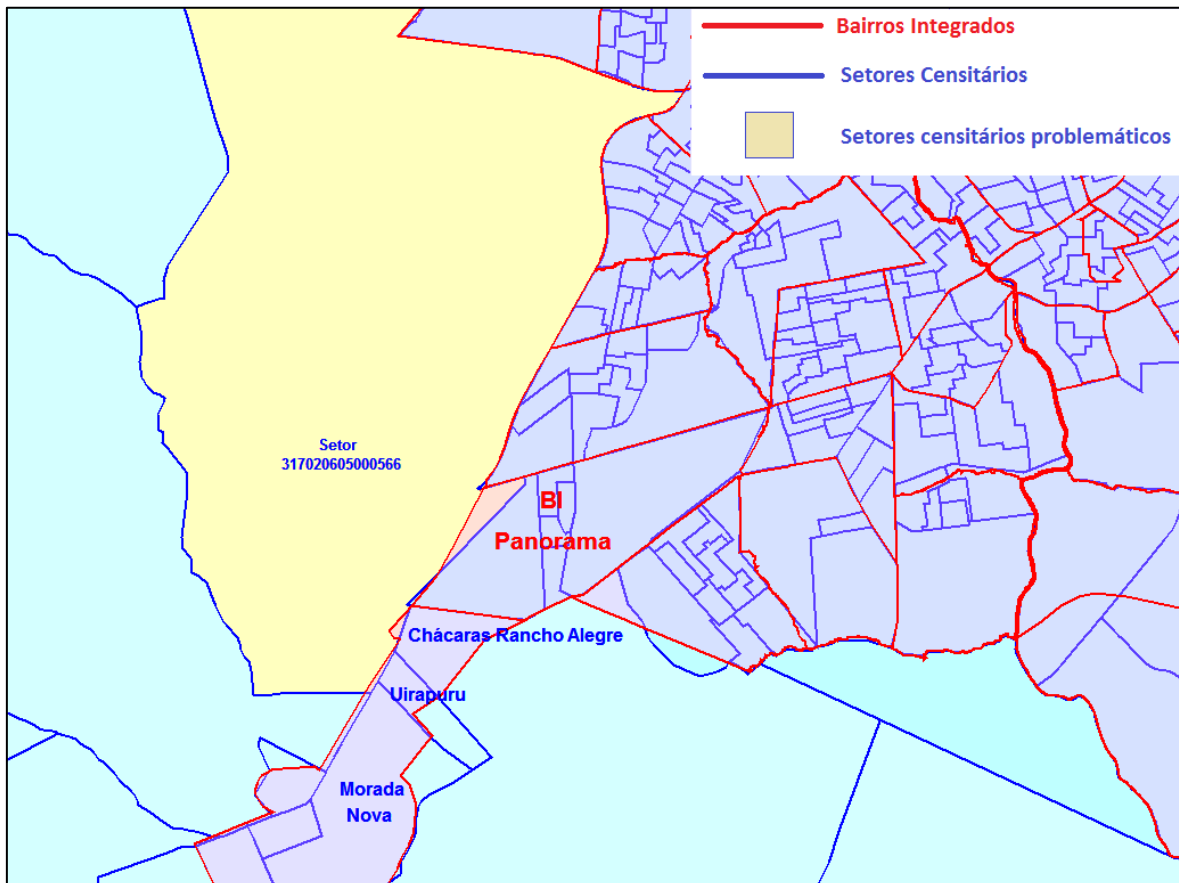 Bairros Integrados
Setores Censitários
Setores censitários problemáticos
Setor
317020605000566
BI
Panorama
Chácaras Rancho Alegre
Uirapuru
Morada
Nova